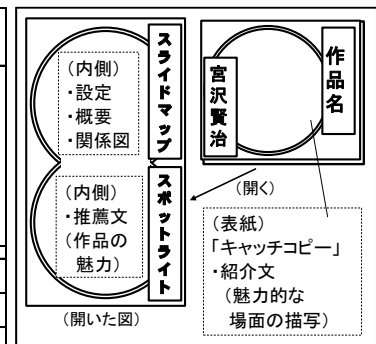 スライドマップ
(内側)
・設定
・概要
・関係図
スポットライト
(内側)
・推薦文
(作品の
魅力)
(開いた図)
作品名
宮沢賢治
(開く)
(表紙)
「キャッチコピー」
・紹介文
(魅力的な
場面の描写)